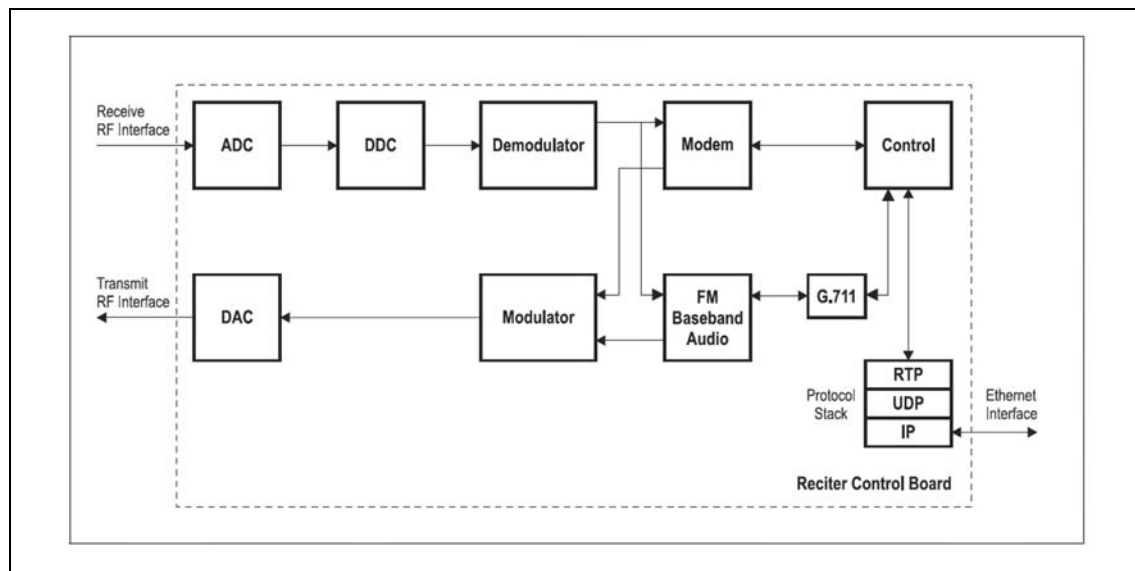 Receive
RF Interface
ADC
DDC
Demodulator
Modem
Control
Transmit
RF Interface
DAC
Modulator
FM
Baseband
Audio
G.711
Protocol
Stack
RTP
UDP
IP
Ethernet
Interface
Reciter Control Board